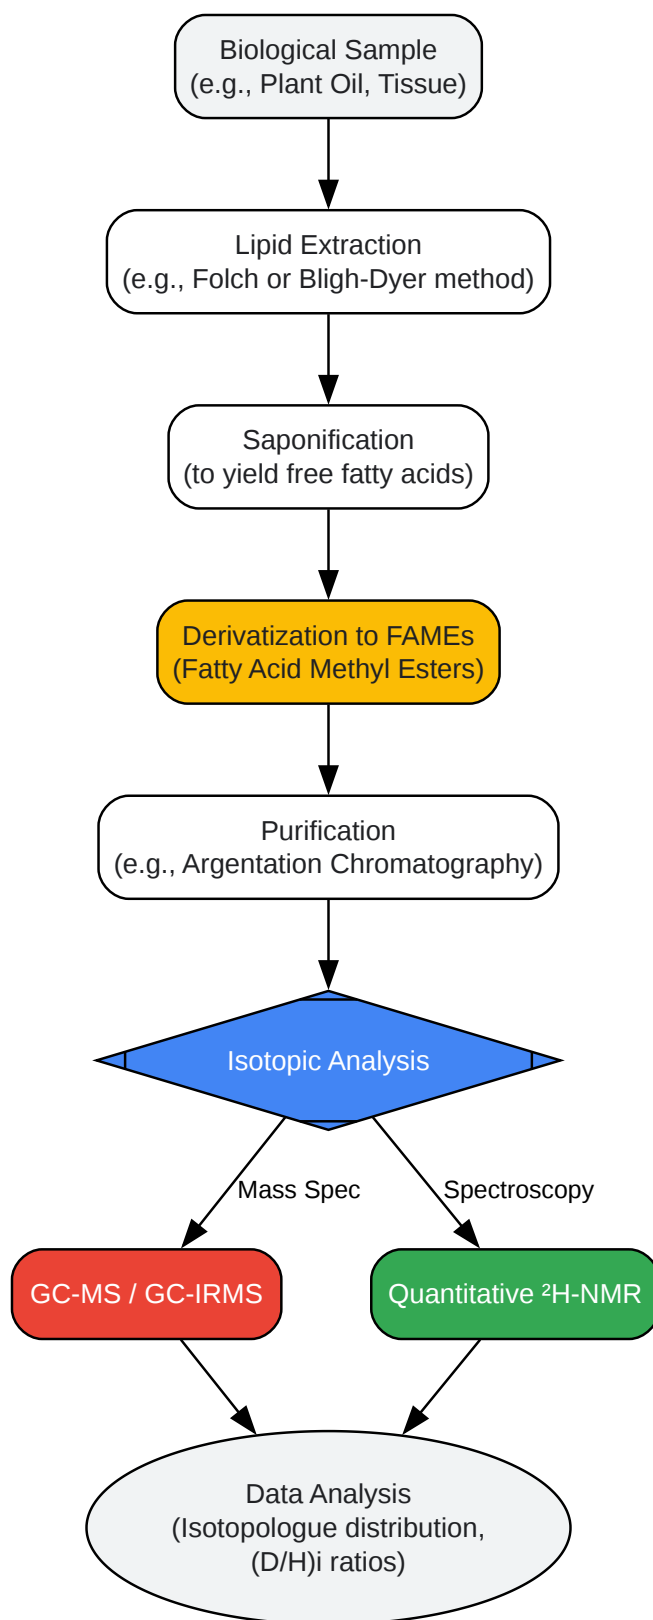 Biological Sample
(e.g., Plant Oil, Tissue)
Lipid Extraction
(e.g., Folch or Bligh-Dyer method)
Saponification
(to yield free fatty acids)
Derivatization to FAMEs
(Fatty Acid Methyl Esters)
Purification
(e.g., Argentation Chromatography)
Isotopic Analysis
Mass Spec
Spectroscopy
GC-MS / GC-IRMS
Quantitative ²H-NMR
Data Analysis
(Isotopologue distribution,
(D/H)i ratios)